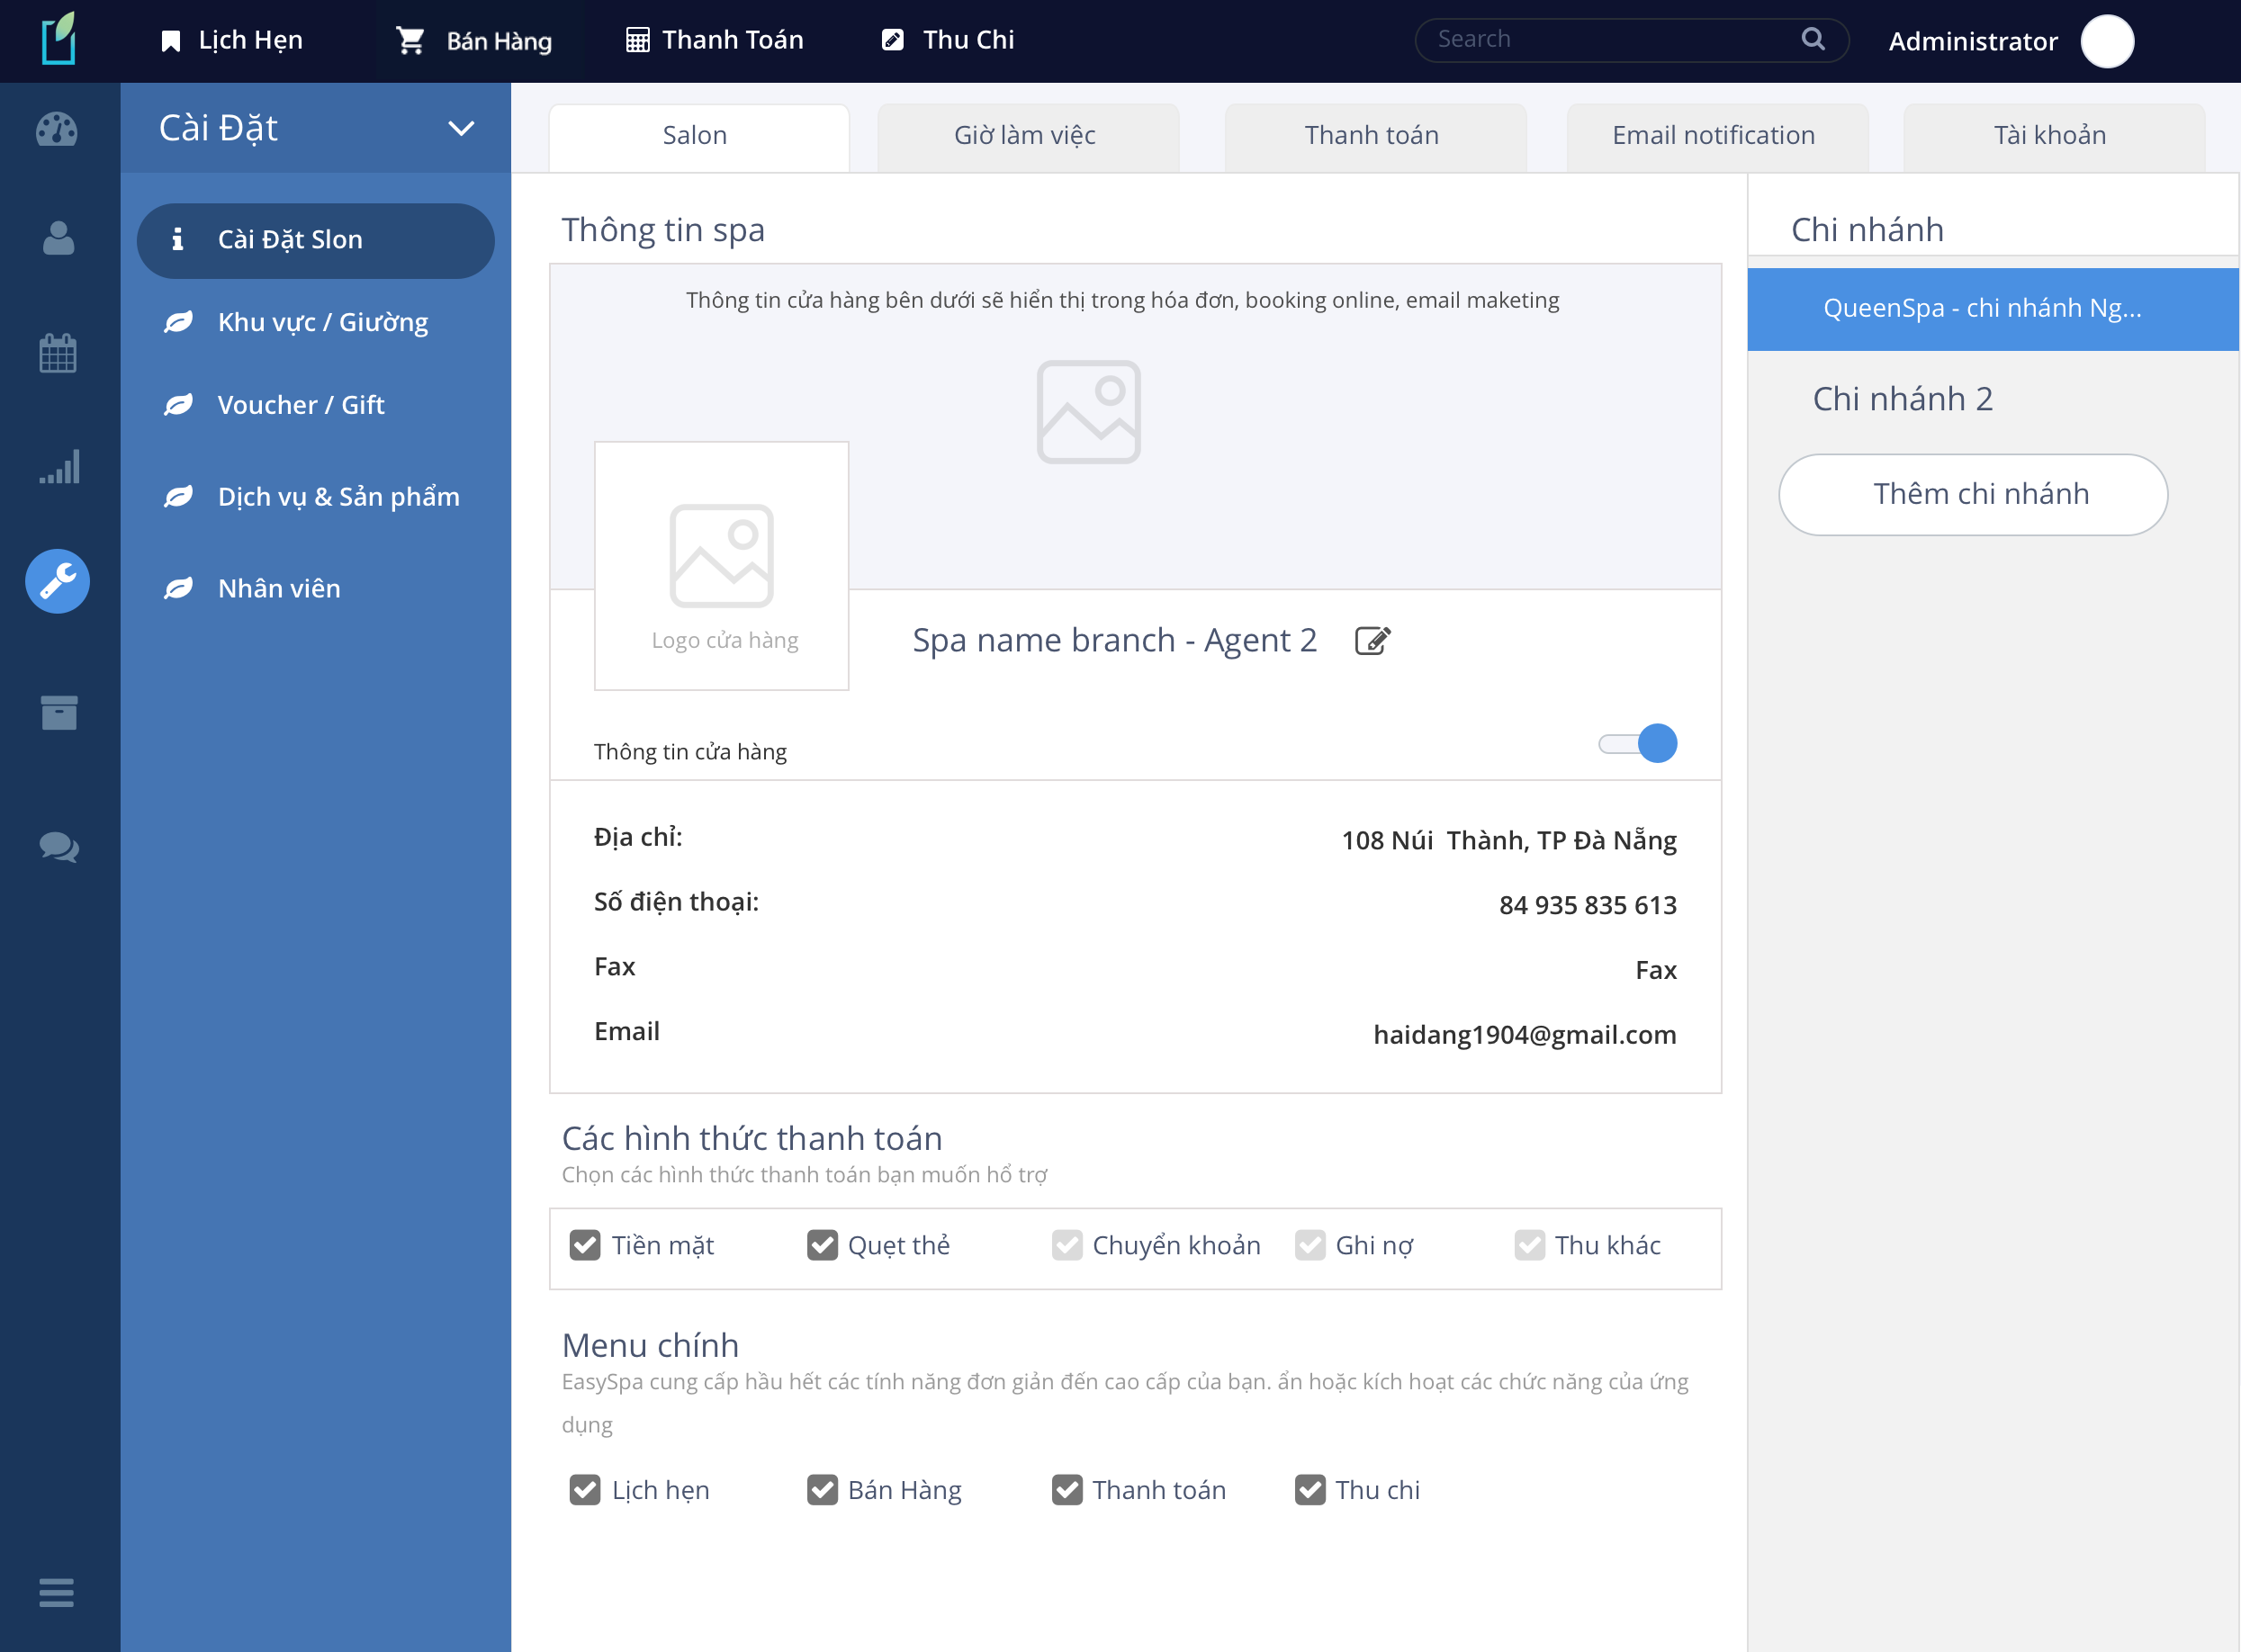 Lịch Hẹn
Bán Hàng
Thanh Toán
Thu Chi
Search
Administrator
Cài Đặt
Cài Đặt Slon
Khu vực / Giường
Voucher / Gift
Dịch vụ & Sản phẩm
Nhân viên
Salon
Giờ làm việc
Thanh toán
Email notification
Tài khoản
Thông tin spa
Thông tin cửa hàng bên dưới sẽ hiển thị trong hóa đơn, booking online, email maketing
Logo cửa hàng
Spa name branch - Agent 2
Thông tin cửa hàng
Địa chỉ:
108 Núi  Thành, TP Đà Nẵng
Số điện thoại:
84 935 835 613
Fax
Fax
Email
haidang1904@gmail.com
Các hình thức thanh toán
Chọn các hình thức thanh toán bạn muốn hổ trợ
Tiền mặt
Quẹt thẻ
Chuyển khoản
Ghi nợ
Thu khác
Menu chính
EasySpa cung cấp hầu hết các tính năng đơn giản đến cao cấp của bạn. ẩn hoặc kích hoạt các chức năng của ứng
dụng
Lịch hẹn
Bán Hàng
Thanh toán
Thu chi
Chi nhánh
QueenSpa - chi nhánh Ng...
Chi nhánh 2
Thêm chi nhánh